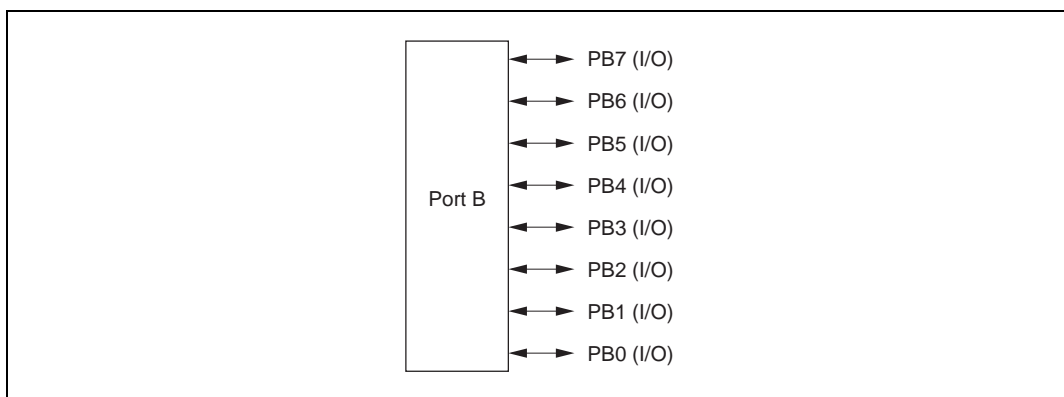 PB7 (I/O)
PB6 (I/O)
PB5 (I/O)
PB4 (I/O)
Port B
PB3 (I/O)
PB2 (I/O)
PB1 (I/O)
PB0 (I/O)